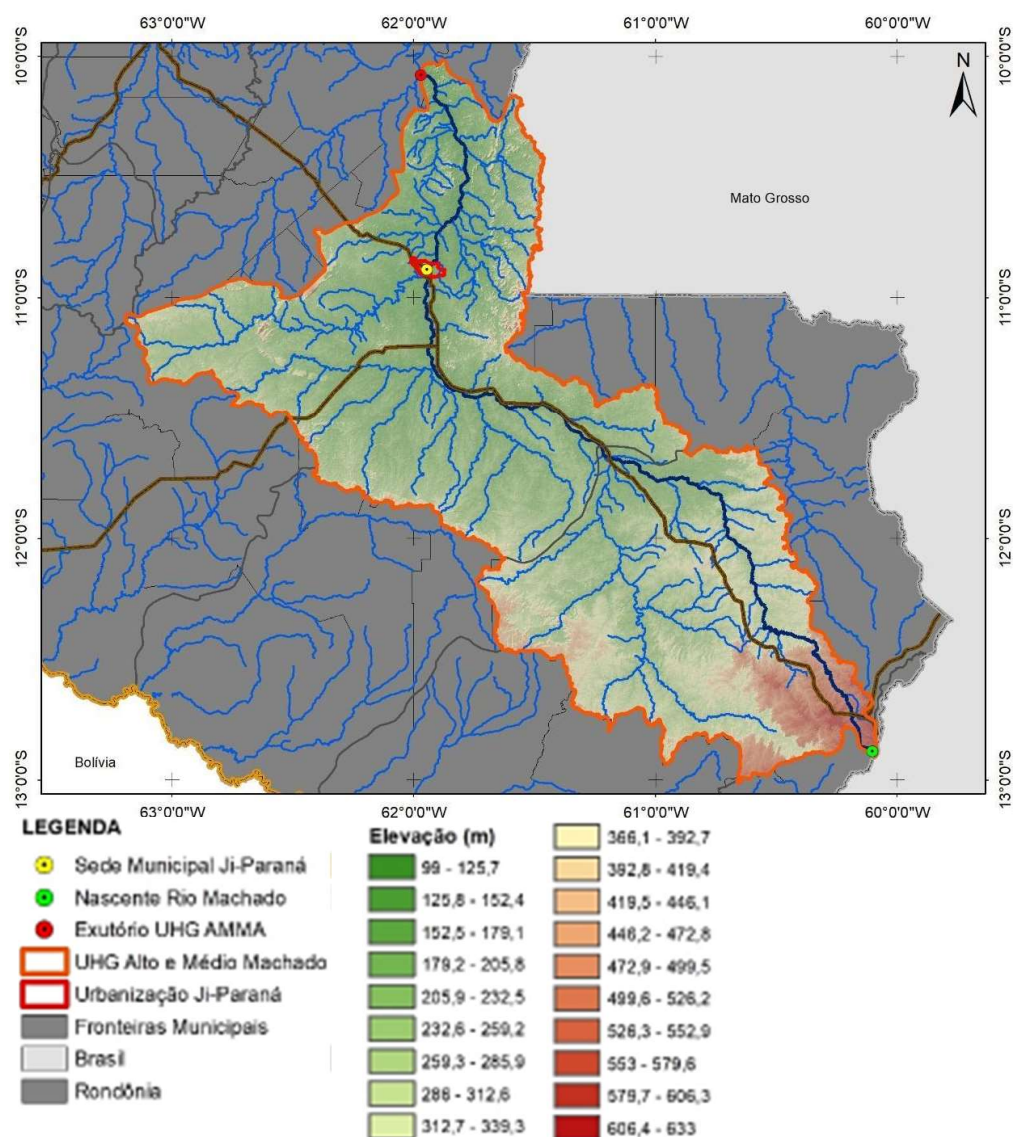 63°0'0"W 62°0'0"W 61°0'0"W 60°0'0"W
10°0'0"S
10°0'0"S
N
Mato Grosso
11°0'0"S
11°0'0"S
12°0'0"S
12°0'0"S
Bolívia
13°0'0"S
13°0'0"S
63°0'0"W 62°0'0"W 61°0'0"W 60°0'0"W
LEGENDA
Sede Municipal Ji-Paraná
Nascente Rio Machado
Exutório UHG AMMA
UHG Alto e Médio Machado
Urbanização Ji-Paraná
Fronteiras Municipais
Brasil
Rondônia
Elevação (m)
99 - 125,7
125,8 - 152,4
152,5 - 179,1
179,2 - 205,8
205,9 - 232,5
232,6 - 259,2
259,3 - 285,9
286 - 312,6
312,7 - 339,3
366,1 - 392,7
392,8 - 419,4
419,5 - 446,1
446,2 - 472,8
472,9 - 499,5
499,6 - 526,2
526,3 - 552,9
553 - 579,6
579,7 - 606,3
606,4 - 633